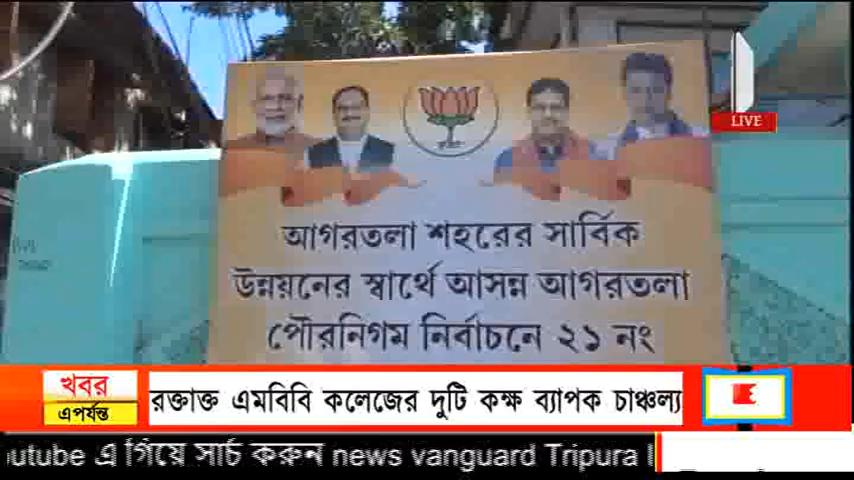 LIVE
আগরতলা শহরের সার্বিক
উন্নয়নের স্বার্থে আসন্ন আগরতলা
পৌরনিগম নির্বাচনে ২১ নং
খবর
এপর্যন্ত
রক্তাক্ত এমবিবি কলেজের দুটি কক্ষ ব্যাপক চাঞ্চল্য
utube এ গিয়ে সার্চ করুন news vanguard Tripura